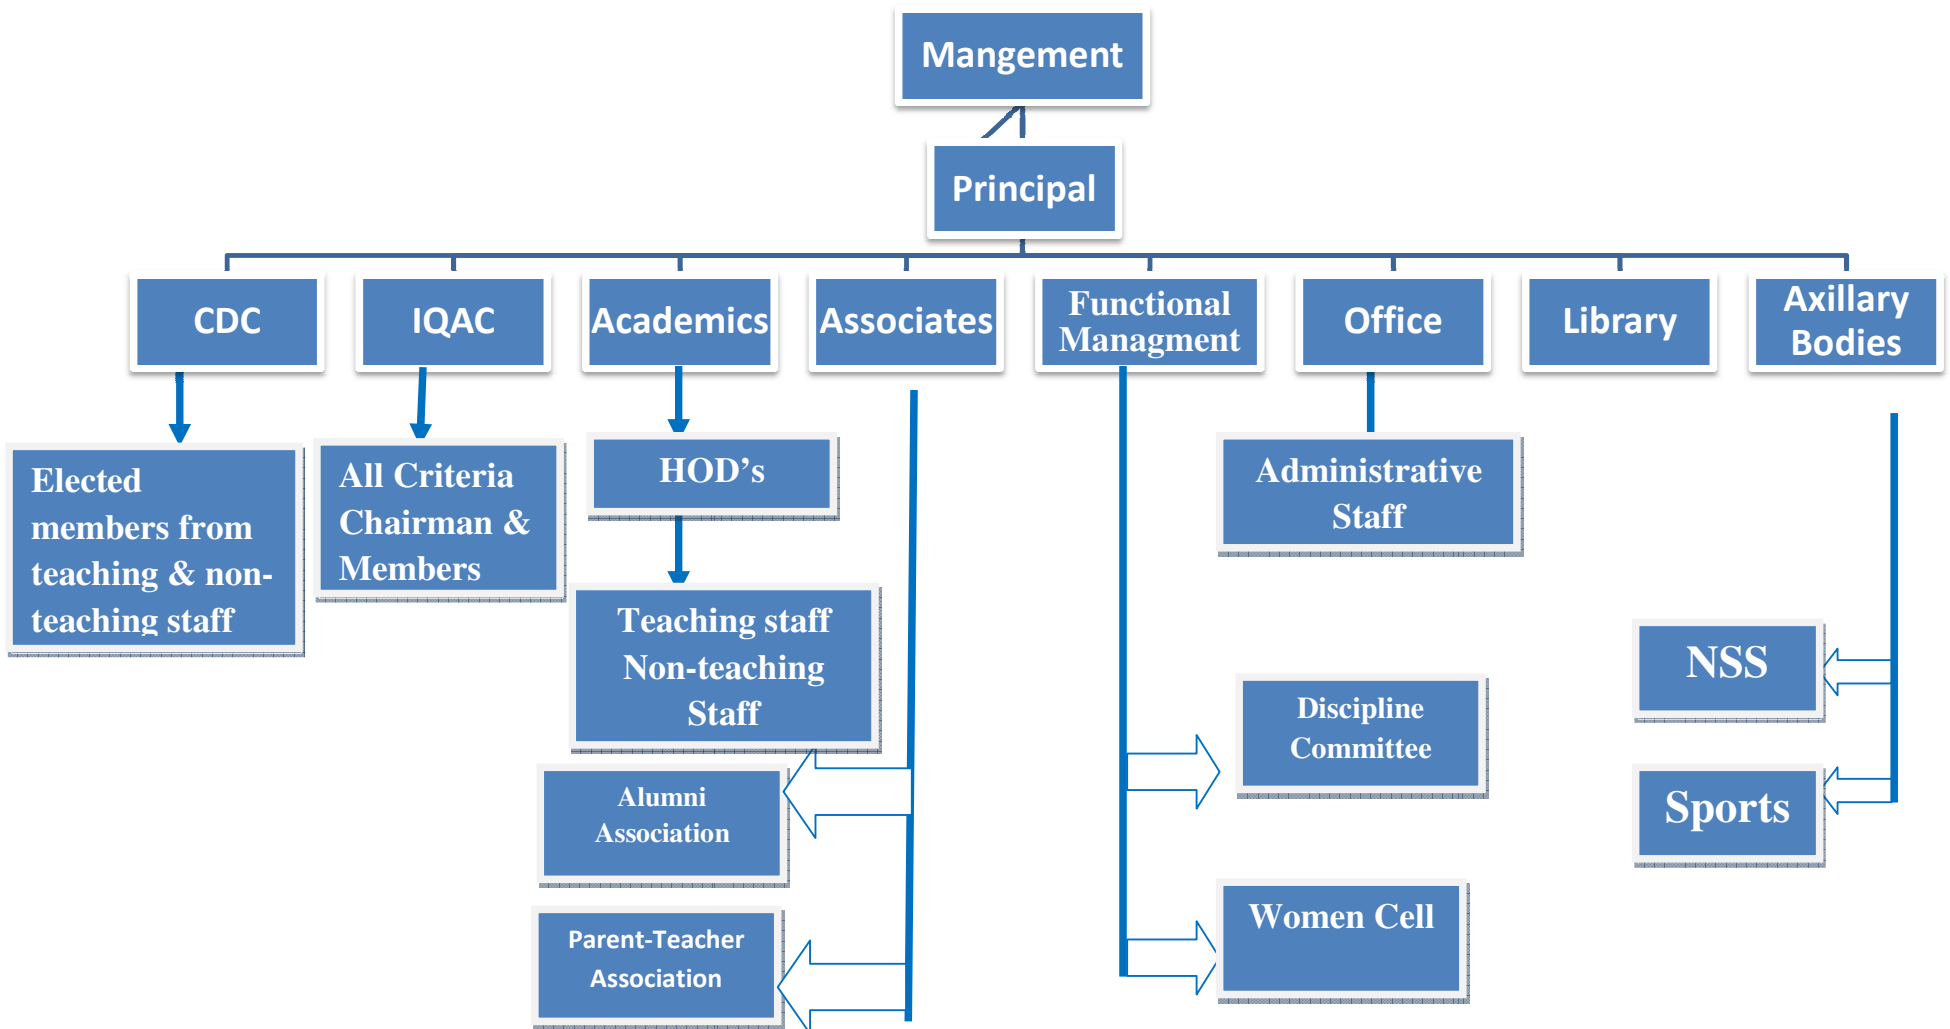 Mangement
Principal
CDC
IQAC
Academics
Associates
Functional
Managment
Office
Library
Axillary
Bodies
Elected
members from
teaching & non-
teaching staff
All Criteria
Chairman &
Members
HOD’s
Teaching staff
Non-teaching
Staff
Alumni
Association
Parent-Teacher
Association
Administrative
Staff
Discipline
Committee
Women Cell
NSS
Sports